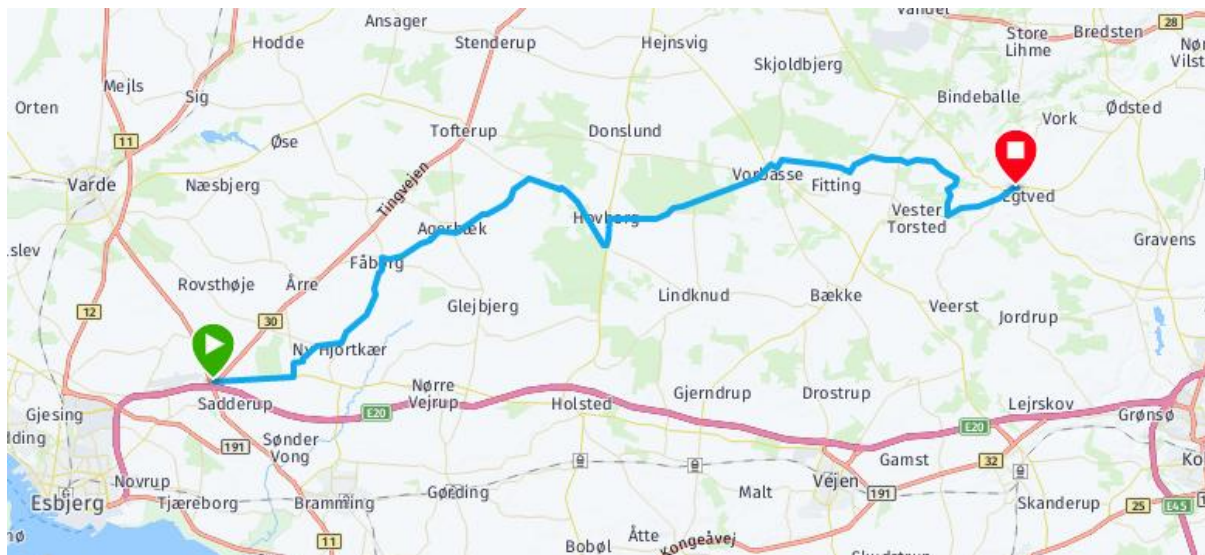 Ansager
Vandel
28
Hodde
Stenderup
Hejnsvig
Store
Lihme
Bredsten
Skjoldbjerg
Vilst
Mejls
Sig
Orten
Bindeballe
Ødsted
11
Øse
Tofterup
Donslund
Vork
Varde
Næsbjerg
Tingvejen
Vorbasse
Fitting
Egtved
Vester
Torsted
Hovborg
Agerbæk
Gravens
Fåborg
Rovsthøje
Årre
Glejbjerg
Lindknud
Bække
Veerst
Jordrup
12
30
Ny Hjortkær
Nørre
Vejrup
Gjerndrup
Drostrup
Sadderup
Holsted
Lejrskov
Gjesing
E20
Grønsø
191
E20
Sønder
Vong
Gamst
32
Novrup
Vejen
Esbjerg
Tjæreborg
Bramming
Gørding
Malt
191
Skanderup
25
E45
Åtte
11
Bobøl
Kongeåvej